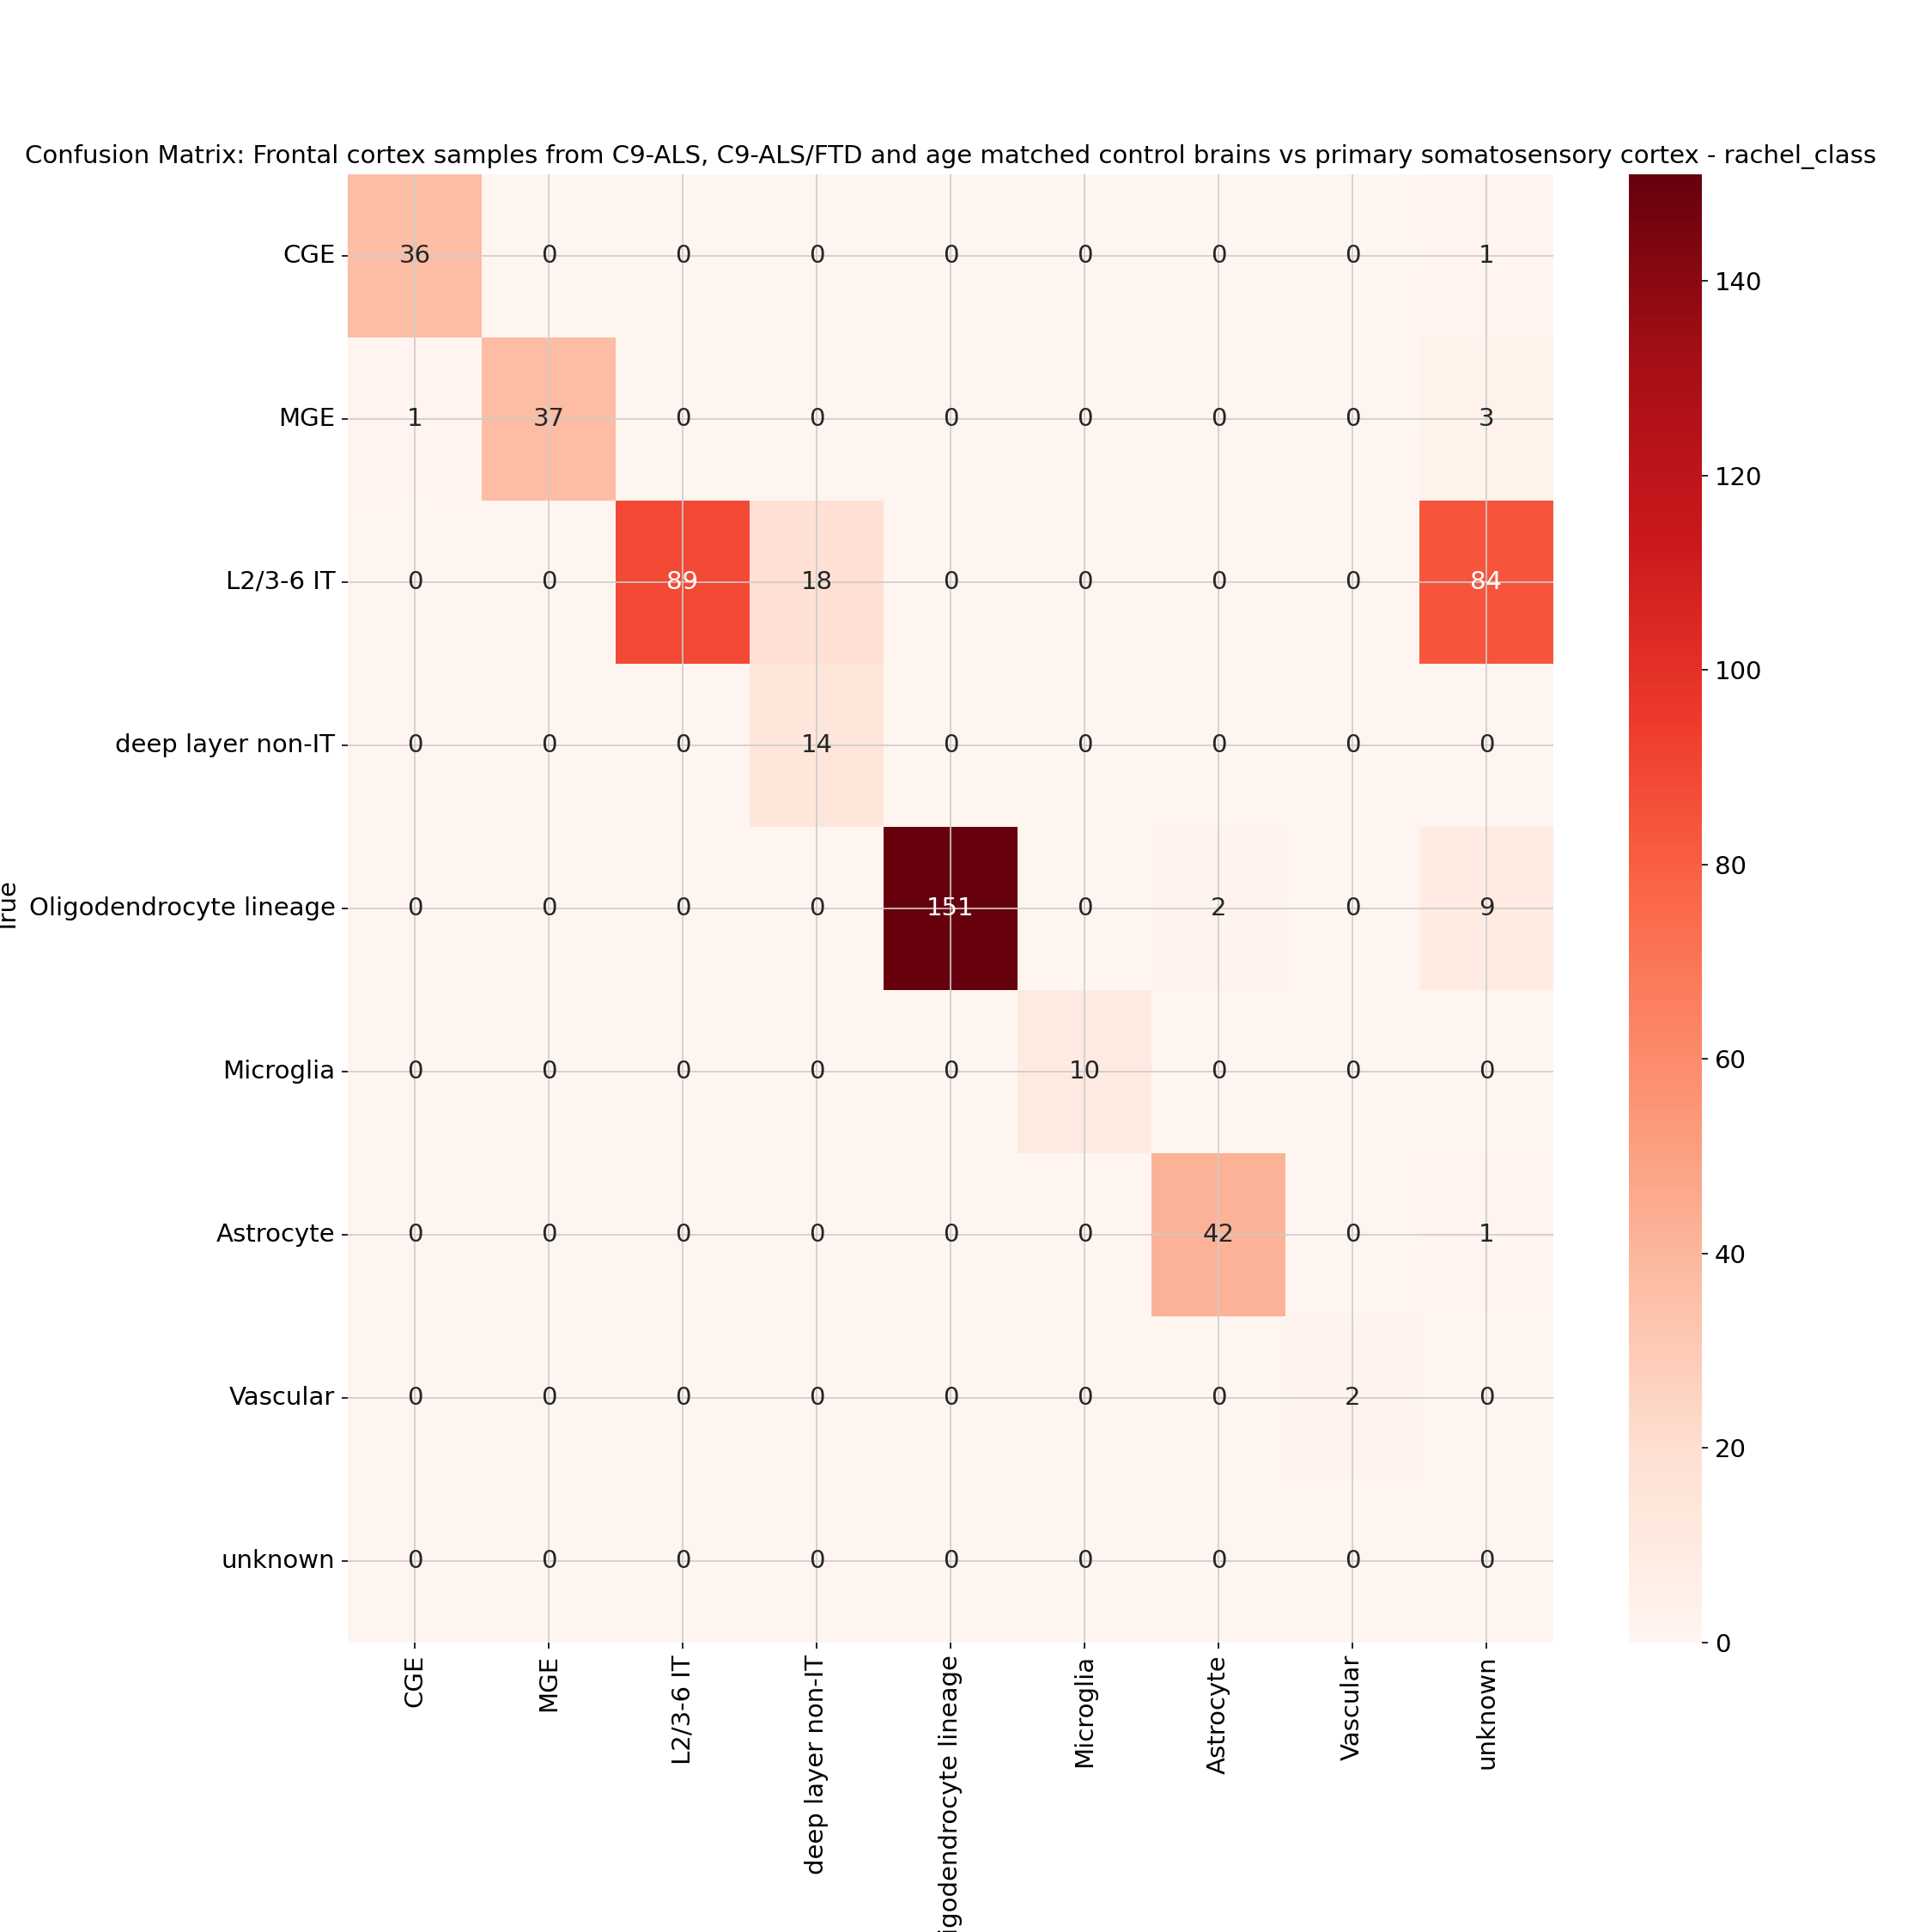 Confusion Matrix: Frontal cortex samples from C9-ALS, C9-ALS/FTD and age matched control brains vs primary somatosensory cortex - rachel_class
CGE 36 0 0 0 0 0 0 0 1
MGE 1 37 0 0 0 0 0 0 3
L2/3-6 IT 0 0 89 18 0 0 0 0 84
deep layer non-IT 0 0 0 14 0 0 0 0 0
Oligodendrocyte lineage 0 0 0 0 151 0 2 0 9
Microglia 0 0 0 0 0 10 0 0 0
Astrocyte 0 0 0 0 0 0 42 0 1
Vascular 0 0 0 0 0 0 0 2 0
unknown 0 0 0 0 0 0 0 0 0
True
CGE
MGE
L2/3-6 IT
deep layer non-IT
igodendrocyte lineage
Microglia
Astrocyte
Vascular
unknown
140
120
100
80
60
40
20
0